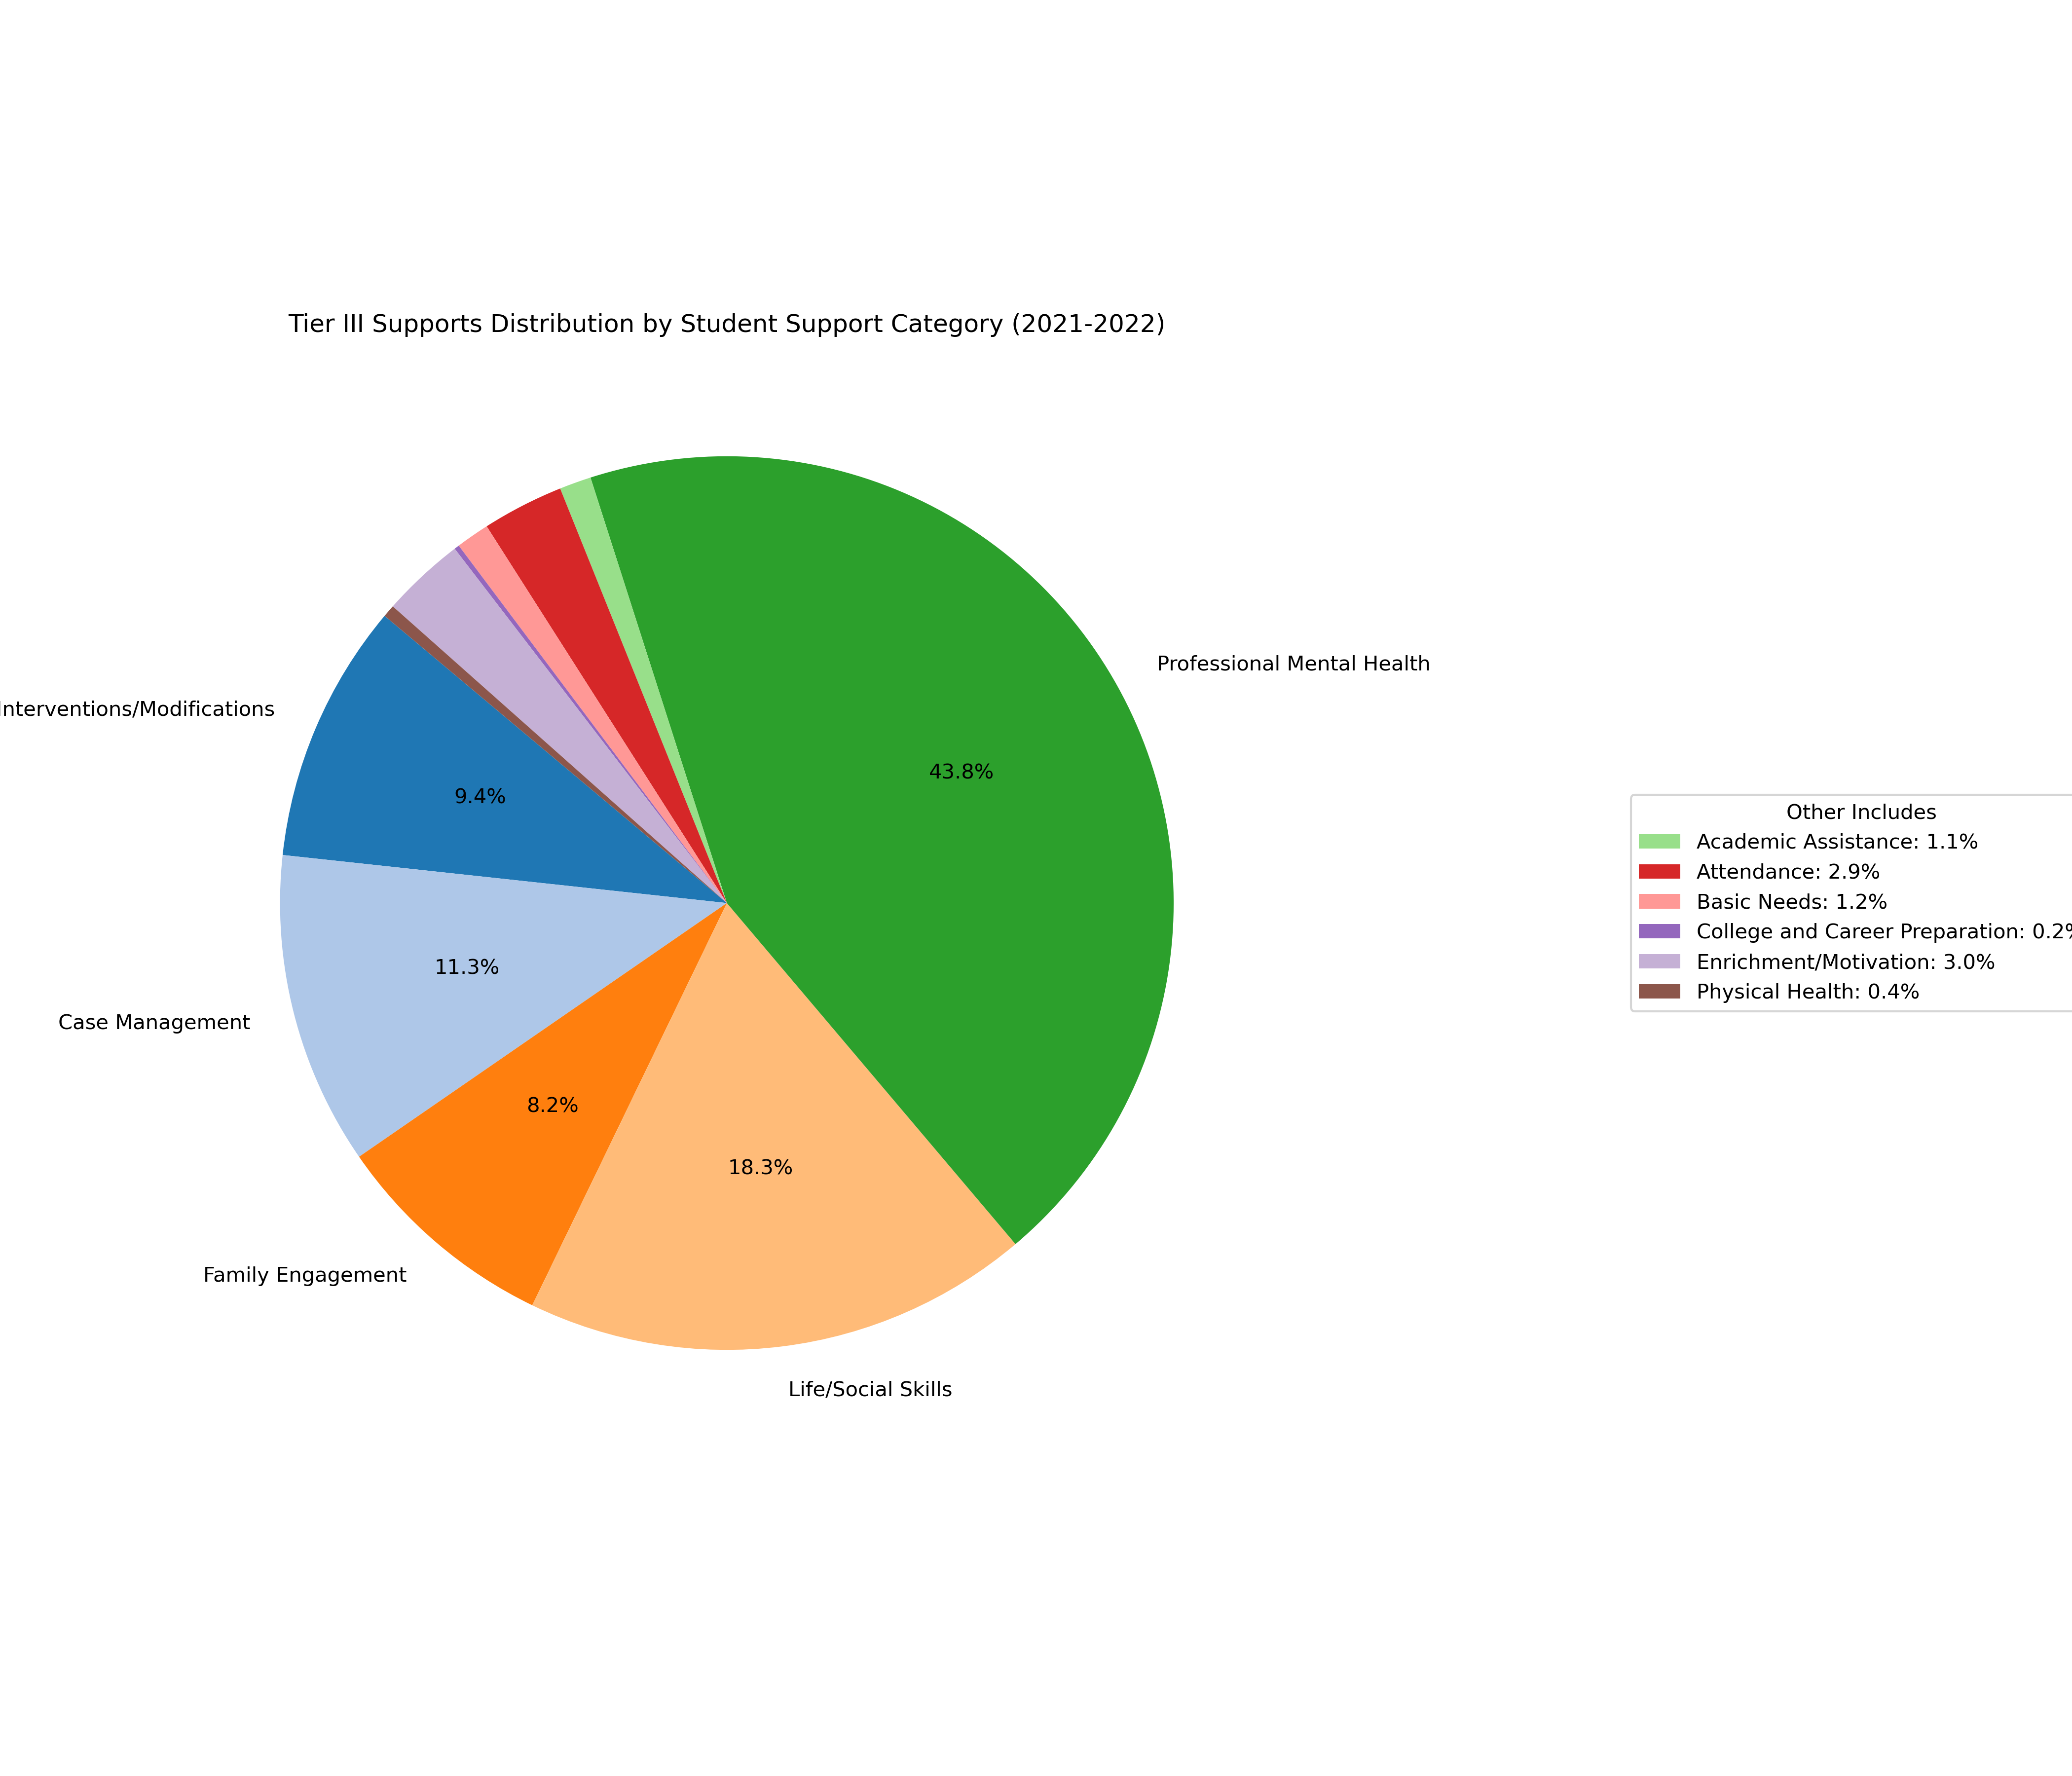 Tier III Supports Distribution by Student Support Category (2021-2022)
Professional Mental Health
43.8%
Interventions/Modifications
9.4%
11.3%
Case Management
8.2%
18.3%
Family Engagement
Life/Social Skills
Other Includes
Academic Assistance: 1.1%
Attendance: 2.9%
Basic Needs: 1.2%
College and Career Preparation: 0.2%
Enrichment/Motivation: 3.0%
Physical Health: 0.4%